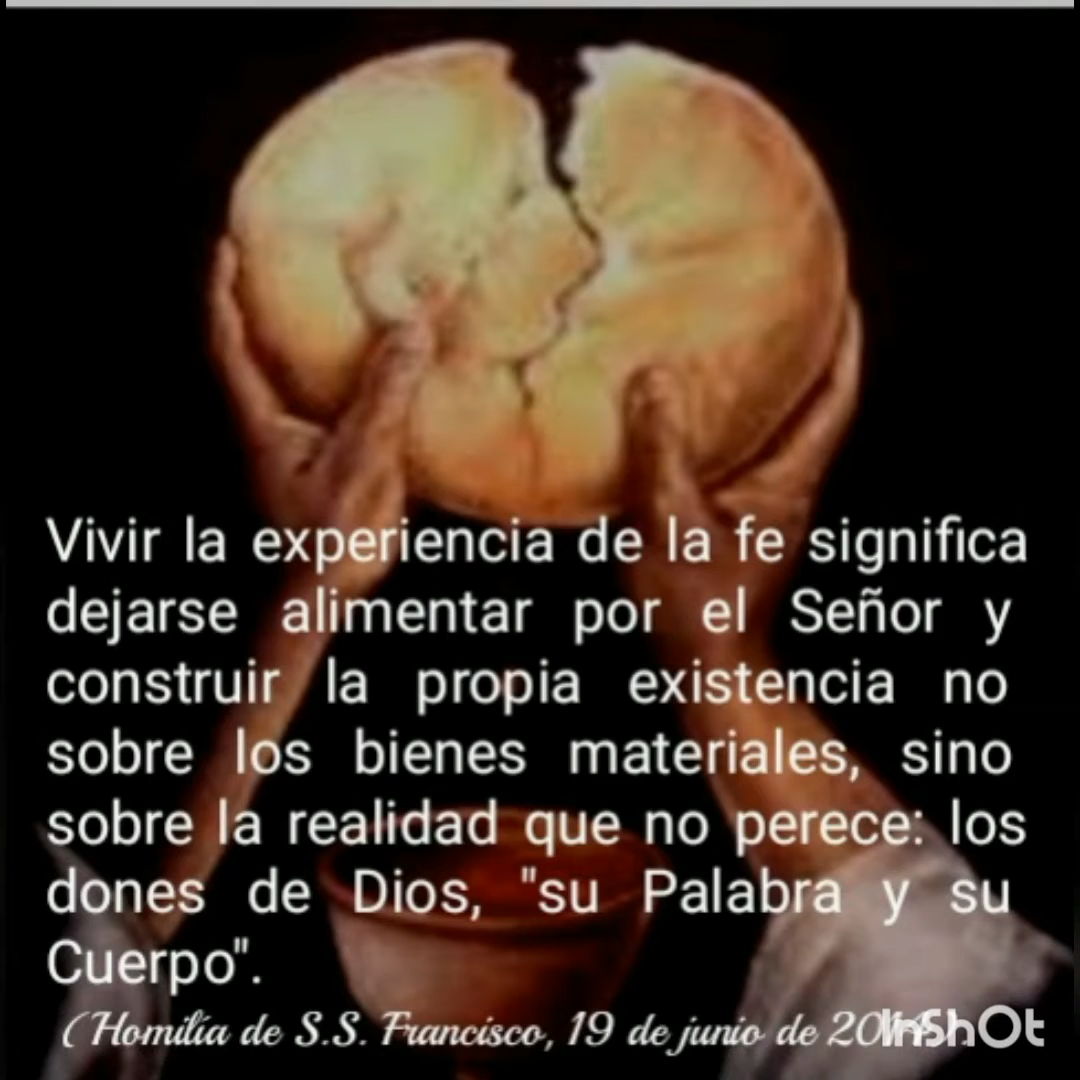 Vivir la experiencia de la fe significa
dejarse alimentar por el Señor y
construir la propia existencia no
sobre los bienes materiales, sino
sobre la realidad que no perece: los
dones de Dios, "su Palabra y su
Cuerpo".
(Homilía de S.S. Francisco, 19 de junio de
InShOt